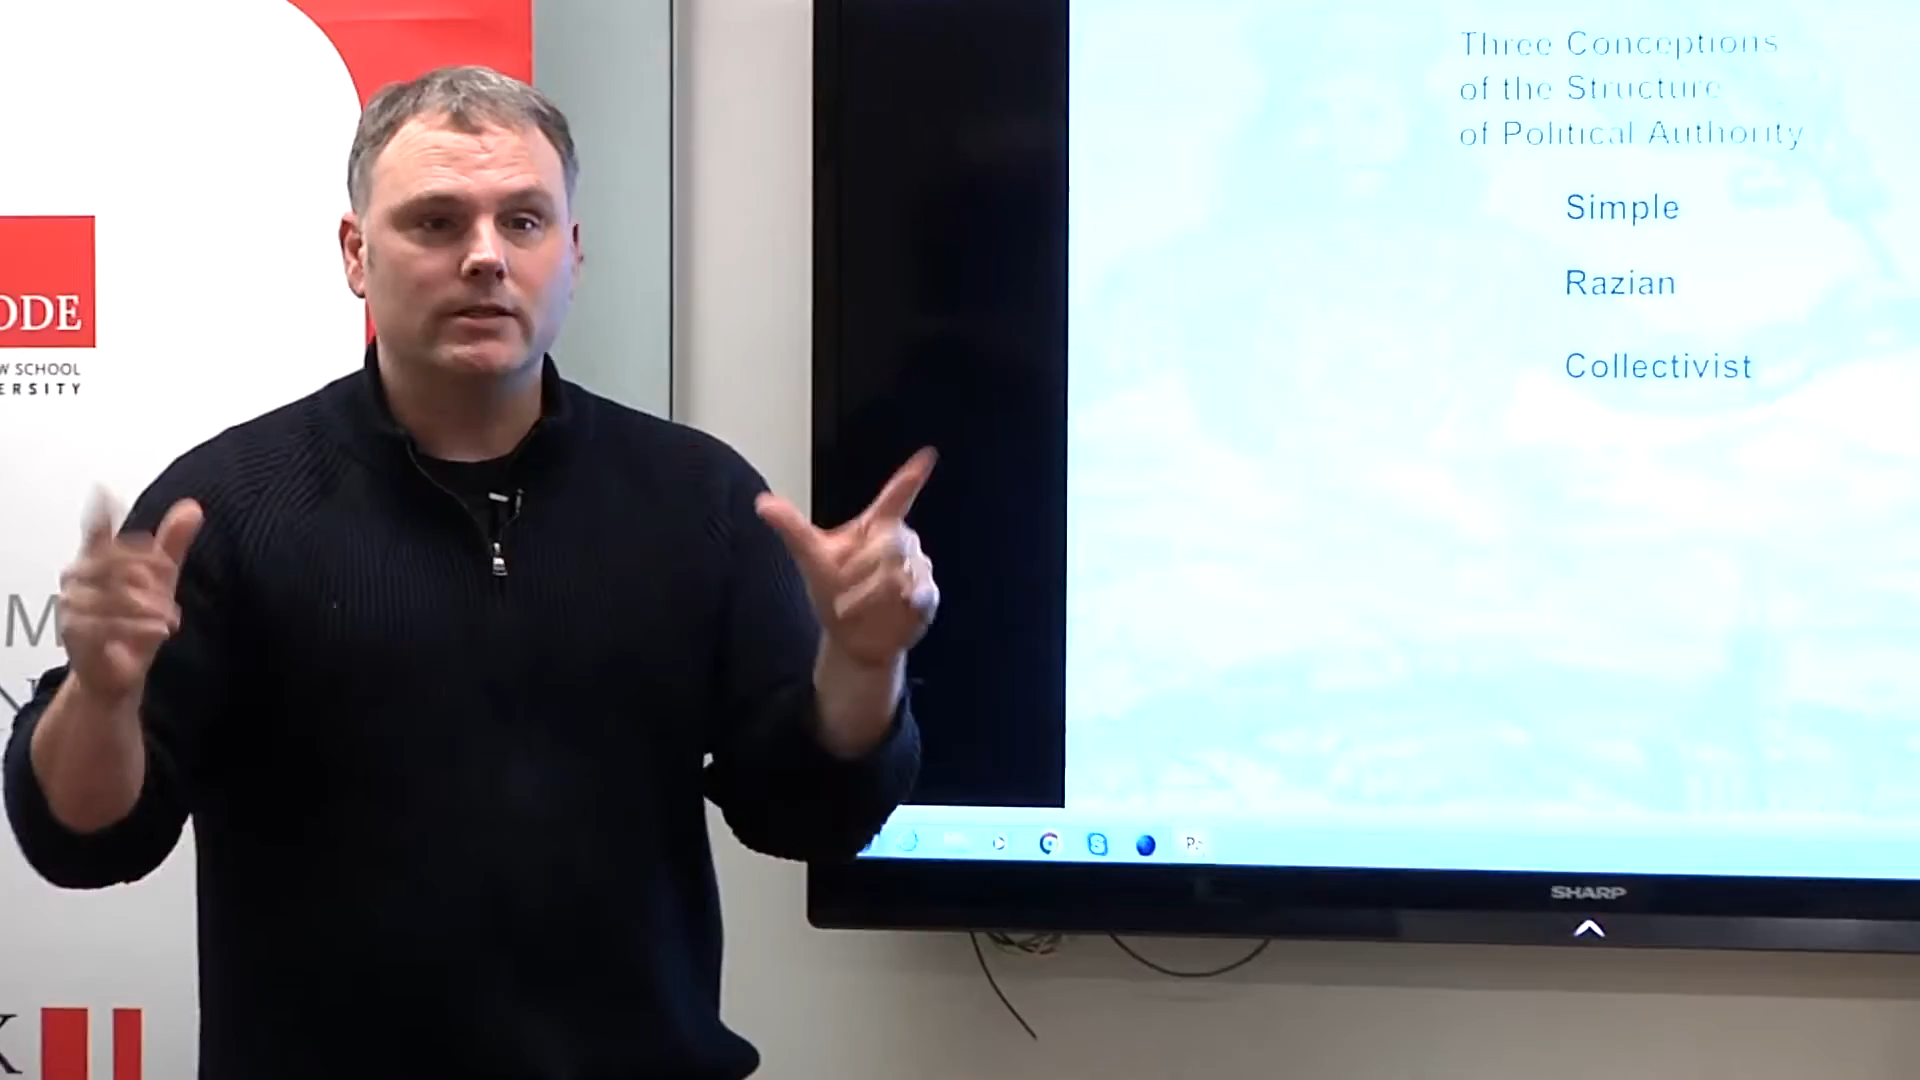 ODE
W SCHOOL
ERSITY
M
K
Three Conceptions
of the Structure
of Political Authority
Simple
Razian
Collectivist
SHARP